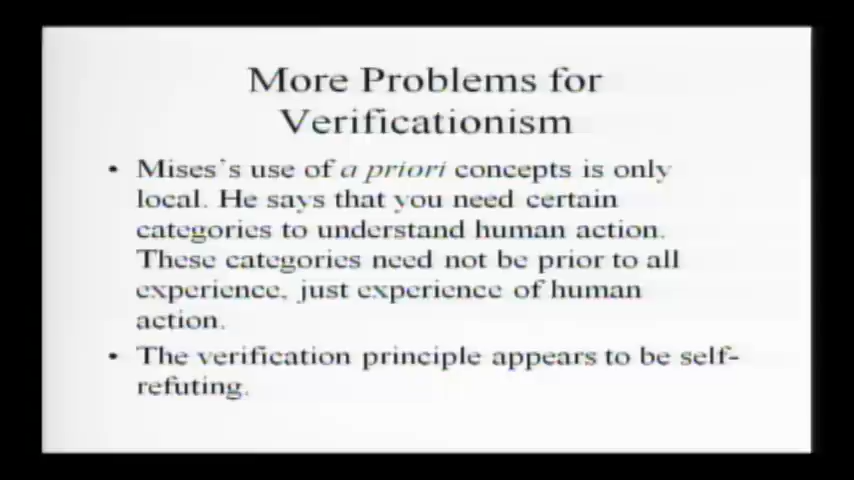 More Problems for
Verificationism
• Mises's use of a priori concepts is only
local. He says that you need certain
categories to understand human action.
These categories need not be prior to all
experience, just experience of human
action.
• The verification principle appears to be self-
refuting.